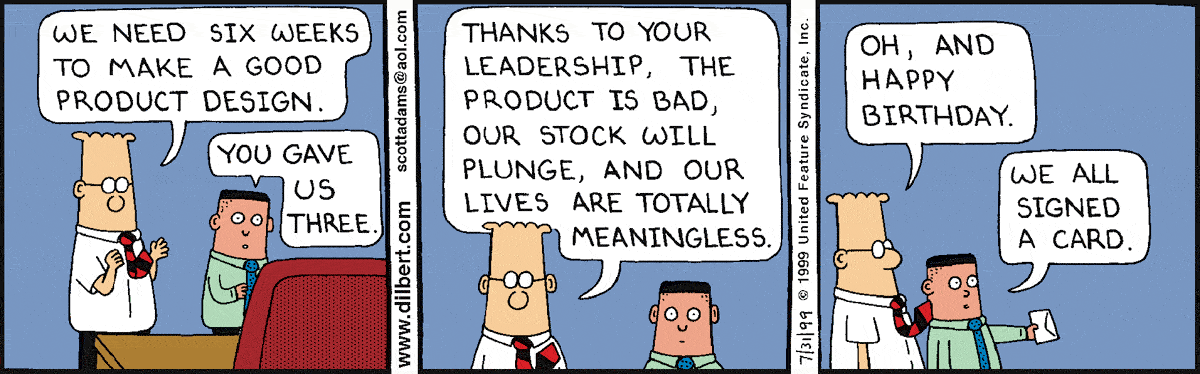 WE NEED SIX WEEKS
TO MAKE A GOOD
PRODUCT DESIGN.
YOU GAVE
US
THREE.
www.dilbert.com scottadams@aol.com
THANKS TO YOUR
LEADERSHIP, THE
PRODUCT IS BAD,
OUR STOCK WILL
PLUNGE, AND OUR
LIVES ARE TOTALLY
MEANINGLESS.
7/31/99 © 1999 United Feature Syndicate, Inc.
OH, AND
HAPPY
BIRTHDAY.
WE ALL
SIGNED
A CARD.